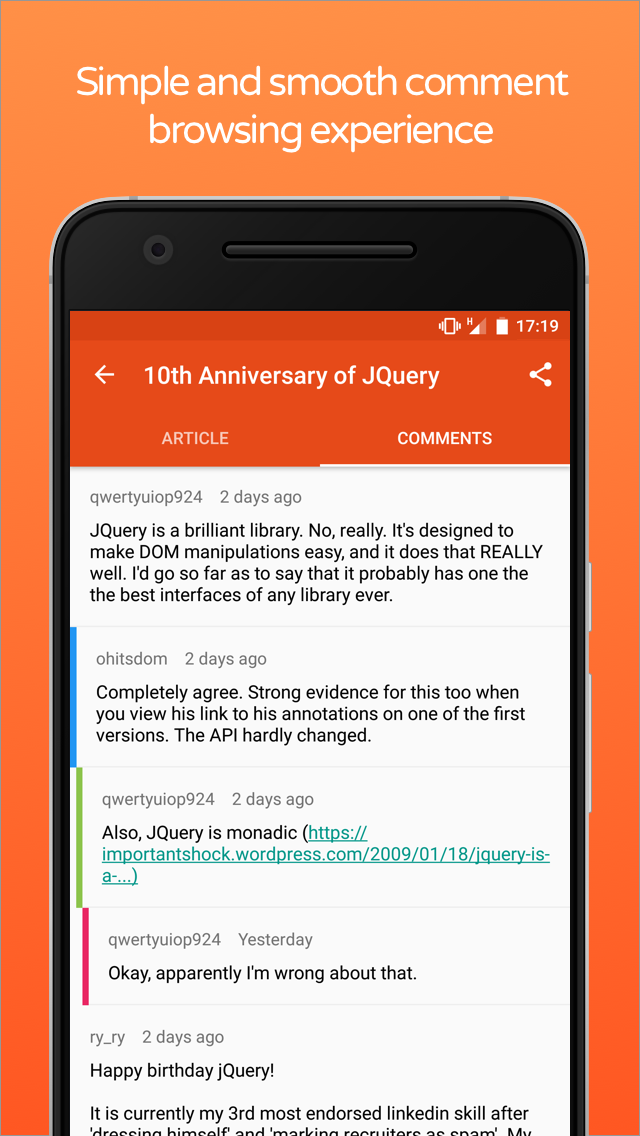 Simple and smooth comment
browsing experience
H
17:19
10th Anniversary of JQuery
ARTICLE
COMMENTS
qwertyuiop924 2 days ago
JQuery is a brilliant library. No, really. It's designed to
make DOM manipulations easy, and it does that REALLY
well. I'd go so far as to say that it probably has one the
the best interfaces of any library ever.
ohitsdom 2 days ago
Completely agree. Strong evidence for this too when
you view his link to his annotations on one of the first
versions. The API hardly changed.
qwertyuiop924 2 days ago
Also, JQuery is monadic (https://
importantshock.wordpress.com/2009/01/18/jquery-is-
a-...)
qwertyuiop924 Yesterday
Okay, apparently I'm wrong about that.
ry_ry 2 days ago
Happy birthday jQuery!
It is currently my 3rd most endorsed linkedin skill after
'dressing himself' and 'marking recruiters as spam'. My